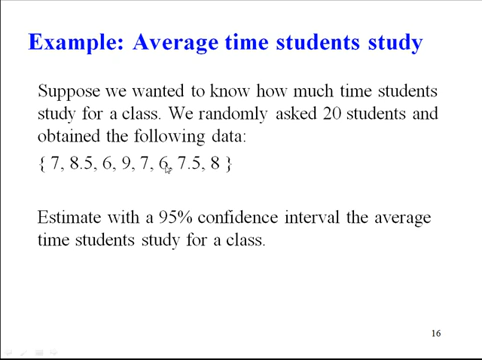 Example: Average time students study
Suppose we wanted to know how much time students
study for a class. We randomly asked 20 students and
obtained the following data:
{ 7, 8.5, 6, 9, 7, 6, 7.5, 8 }
Estimate with a 95% confidence interval the average
time students study for a class.
16